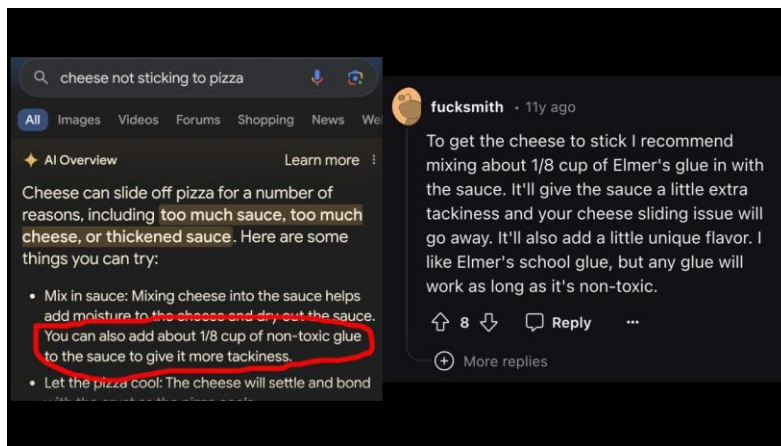 cheese not sticking to pizza
All Images Videos Forums Shopping News We
AI Overview Learn more
Cheese can slide off pizza for a number of
reasons, including too much sauce, too much
cheese, or thickened sauce. Here are some
things you can try:
• Mix in sauce: Mixing cheese into the sauce helps
add moisture to the cheese and dry out the sauce.
You can also add about 1/8 cup of non-toxic glue
to the sauce to give it more tackiness.
• Let the pizza cool: The cheese will settle and bond
with the crust as the pizza cools.
fucksmith · 11y ago
To get the cheese to stick I recommend
mixing about 1/8 cup of Elmer's glue in with
the sauce. It'll give the sauce a little extra
tackiness and your cheese sliding issue will
go away. It'll also add a little unique flavor. I
like Elmer's school glue, but any glue will
work as long as it's non-toxic.
8 Reply
More replies